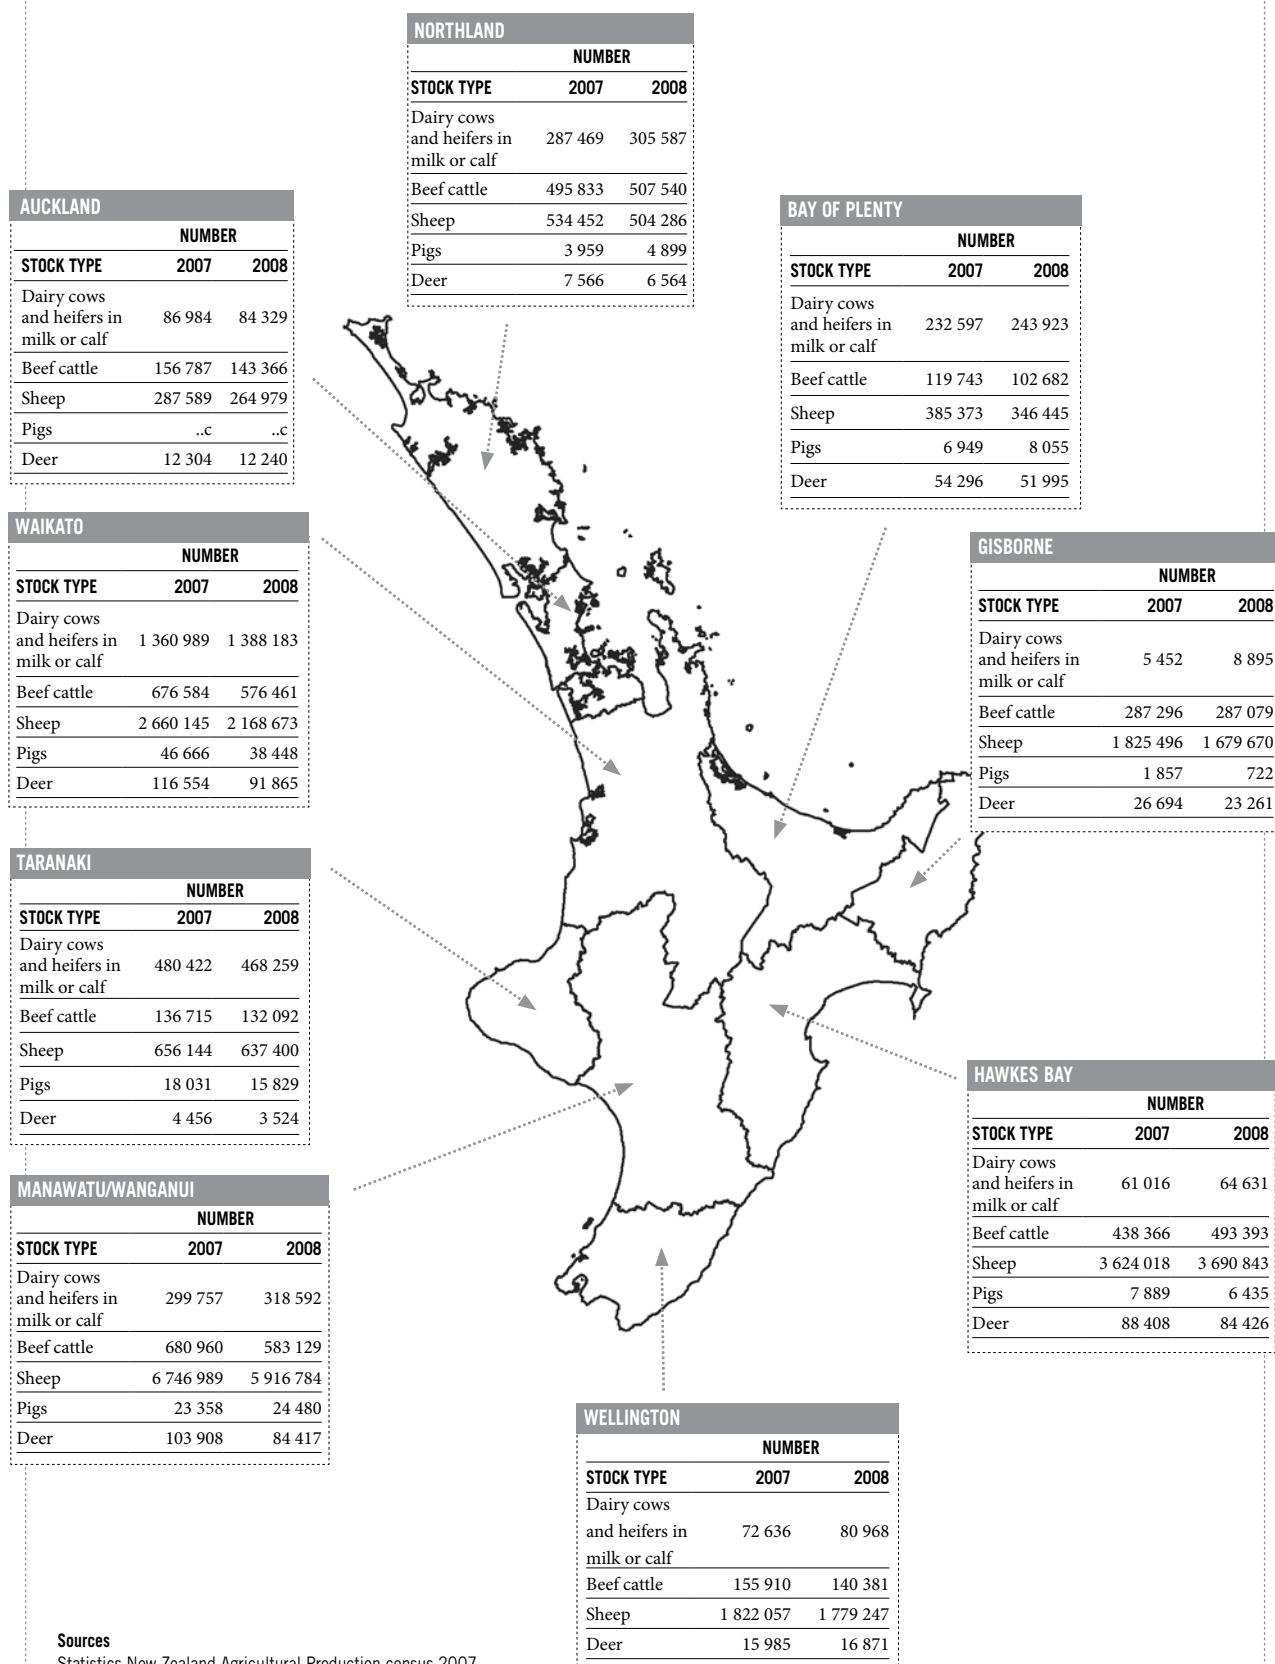 NORTHLAND
NUMBER
STOCK TYPE 2007 2008
Dairy cows
and heifers in 287 469 305 587
milk or calf
Beef cattle 495 833 507 540
Sheep 534 452 504 286
Pigs 3 959 4 899
Deer 7 566 6 564
AUCKLAND
NUMBER
STOCK TYPE 2007 2008
Dairy cows
and heifers in 86 984 84 329
milk or calf
Beef cattle 156 787 143 366
Sheep 287 589 264 979
Pigs ..c ..c
Deer 12 304 12 240
BAY OF PLENTY
NUMBER
STOCK TYPE 2007 2008
Dairy cows
and heifers in 232 597 243 923
milk or calf
Beef cattle 119 743 102 682
Sheep 385 373 346 445
Pigs 6 949 8 055
Deer 54 296 51 995
WAIKATO
NUMBER
STOCK TYPE 2007 2008
Dairy cows
and heifers in 1 360 989 1 388 183
milk or calf
Beef cattle 676 584 576 461
Sheep 2 660 145 2 168 673
Pigs 46 666 38 448
Deer 116 554 91 865
GISBORNE
NUMBER
STOCK TYPE 2007 2008
Dairy cows
and heifers in 5 452 8 895
milk or calf
Beef cattle 287 296 287 079
Sheep 1 825 496 1 679 670
Pigs 1 857 722
Deer 26 694 23 261
TARANAKI
NUMBER
STOCK TYPE 2007 2008
Dairy cows
and heifers in 480 422 468 259
milk or calf
Beef cattle 136 715 132 092
Sheep 656 144 637 400
Pigs 18 031 15 829
Deer 4 456 3 524
HAWKES BAY
NUMBER
STOCK TYPE 2007 2008
Dairy cows
and heifers in 61 016 64 631
milk or calf
Beef cattle 438 366 493 393
Sheep 3 624 018 3 690 843
Pigs 7 889 6 435
Deer 88 408 84 426
MANAWATU/WANGANUI
NUMBER
STOCK TYPE 2007 2008
Dairy cows
and heifers in 299 757 318 592
milk or calf
Beef cattle 680 960 583 129
Sheep 6 746 989 5 916 784
Pigs 23 358 24 480
Deer 103 908 84 417
WELLINGTON
NUMBER
STOCK TYPE 2007 2008
Dairy cows
and heifers in 72 636 80 968
milk or calf
Beef cattle 155 910 140 381
Sheep 1 822 057 1 779 247
Deer 15 985 16 871
Sources
Statistics New Zealand Agricultural Production census 2007